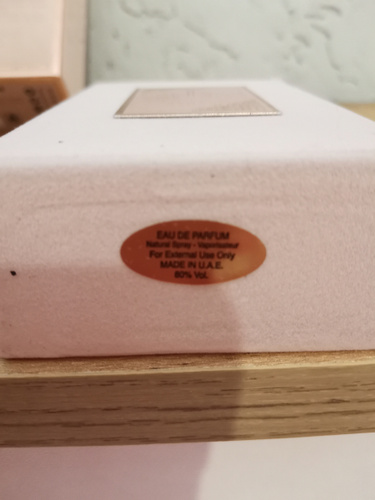 EAU DE PARFUM
Natural Spray - Vaporisateur
For External Use Only
MADE IN U.A.E.
80% Vol.